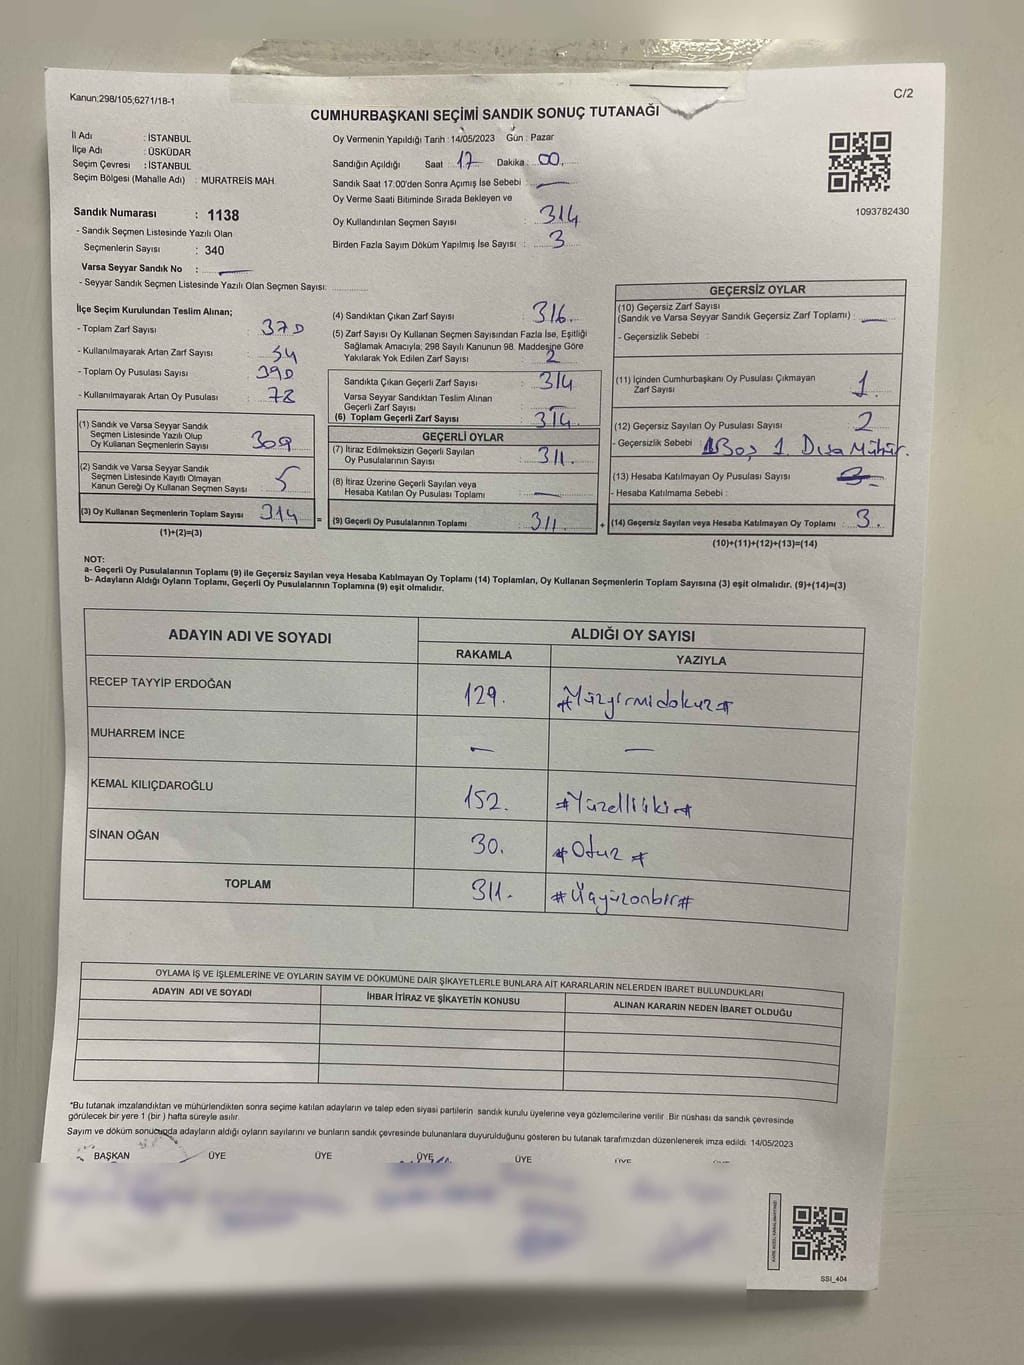 Kanun;298/105;6271/18-1
C/2
CUMHURBAŞKANI SEÇİMİ SANDIK SONUÇ TUTANAĞI
İl Adı : İSTANBUL
İlçe Adı : ÜSKÜDAR
Seçim Çevresi : İSTANBUL
Seçim Bölgesi (Mahalle Adı) : MURATREİS MAH.
Sandık Numarası : 1138
- Sandık Seçmen Listesinde Yazılı Olan
Seçmenlerin Sayısı : 340
Varsa Seyyar Sandık No :
- Seyyar Sandık Seçmen Listesinde Yazılı Olan Seçmen Sayısı:
Oy Vermenin Yapıldığı Tarih : 14/05/2023 Gün : Pazar
Sandığın Açıldığı Saat 17 Dakika : 00.
Sandık Saat 17:00'den Sonra Açımış İse Sebebi :
Oy Verme Saati Bitiminde Sırada Bekleyen ve
Oy Kullandırılan Seçmen Sayısı : 314
Birden Fazla Sayım Döküm Yapılmış İse Sayısı : 3
1093782430
İlçe Seçim Kurulundan Teslim Alınan;
- Toplam Zarf Sayısı : 370
- Kullanılmayarak Artan Zarf Sayısı : 54
- Toplam Oy Pusulası Sayısı : 390
- Kullanılmayarak Artan Oy Pusulası : 78
(1) Sandık ve Varsa Seyyar Sandık
Seçmen Listesinde Yazılı Olup
Oy Kullanan Seçmenlerin Sayısı : 309
(2) Sandık ve Varsa Seyyar Sandık
Seçmen Listesinde Kayıtlı Olmayan
Kanun Gereği Oy Kullanan Seçmen Sayısı : 5
(3) Oy Kullanan Seçmenlerin Toplam Sayısı : 314
(1)+(2)=(3)
(4) Sandıktan Çıkan Zarf Sayısı : 316.
(5) Zarf Sayısı Oy Kullanan Seçmen Sayısından Fazla İse, Eşitliği
Sağlamak Amacıyla; 298 Sayılı Kanunun 98. Maddesine Göre
Yakılarak Yok Edilen Zarf Sayısı : 2
Sandıkta Çıkan Geçerli Zarf Sayısı : 314
Varsa Seyyar Sandıktan Teslim Alınan
Geçerli Zarf Sayısı :
(6) Toplam Geçerli Zarf Sayısı : 314.
GEÇERLİ OYLAR
(7) İtiraz Edilmeksizin Geçerli Sayılan
Oy Pusulalarının Sayısı : 311.
(8) İtiraz Üzerine Geçerli Sayılan veya
Hesaba Katılan Oy Pusulası Toplamı :
= (9) Geçerli Oy Pusulalarının Toplamı : 311.
GEÇERSİZ OYLAR
(10) Geçersiz Zarf Sayısı
(Sandık ve Varsa Seyyar Sandık Geçersiz Zarf Toplamı) :
- Geçersizlik Sebebi :
(11) İçinden Cumhurbaşkanı Oy Pusulası Çıkmayan
Zarf Sayısı : 1.
(12) Geçersiz Sayılan Oy Pusulası Sayısı : 2
- Geçersizlik Sebebi : 1 Boş 1. Dışa Mühür.
(13) Hesaba Katılmayan Oy Pusulası Sayısı :
- Hesaba Katılmama Sebebi :
+ (14) Geçersiz Sayılan veya Hesaba Katılmayan Oy Toplamı : 3.
(10)+(11)+(12)+(13)=(14)
NOT:
a- Geçerli Oy Pusulalarının Toplamı (9) ile Geçersiz Sayılan veya Hesaba Katılmayan Oy Toplamı (14) Toplamları, Oy Kullanan Seçmenlerin Toplam Sayısına (3) eşit olmalıdır. (9)+(14)=(3)
b- Adayların Aldığı Oyların Toplamı, Geçerli Oy Pusulalarının Toplamına (9) eşit olmalıdır.
ADAYIN ADI VE SOYADI
ALDIĞI OY SAYISI
RAKAMLA YAZIYLA
RECEP TAYYİP ERDOĞAN 129. #Yüzyirmidokuz#
MUHARREM İNCE — —
KEMAL KILIÇDAROĞLU 152. #Yüzelliiki#
SİNAN OĞAN 30. #Otuz#
TOPLAM 311. #Üçyüzonbir#
OYLAMA İŞ VE İŞLEMLERİNE VE OYLARIN SAYIM VE DÖKÜMÜNE DAİR ŞİKAYETLERLE BUNLARA AİT KARARLARIN NELERDEN İBARET BULUNDUKLARI
ADAYIN ADI VE SOYADI İHBAR İTİRAZ VE ŞİKAYETİN KONUSU ALINAN KARARIN NEDEN İBARET OLDUĞU
*Bu tutanak imzalandıktan ve mühürlendikten sonra seçime katılan adayların ve talep eden siyasi partilerin sandık kurulu üyelerine veya gözlemcilerine verilir. Bir nüshası da sandık çevresinde
görülecek bir yere 1 (bir) hafta süreyle asılır.
Sayım ve döküm sonucunda adayların aldığı oyların sayılarını ve bunların sandık çevresinde bulunanlara duyurulduğunu gösteren bu tutanak tarafımızdan düzenlenerek imza edildi. 14/05/2023
BAŞKAN ÜYE ÜYE ÜYE ÜYE ÜYE
SSI_404